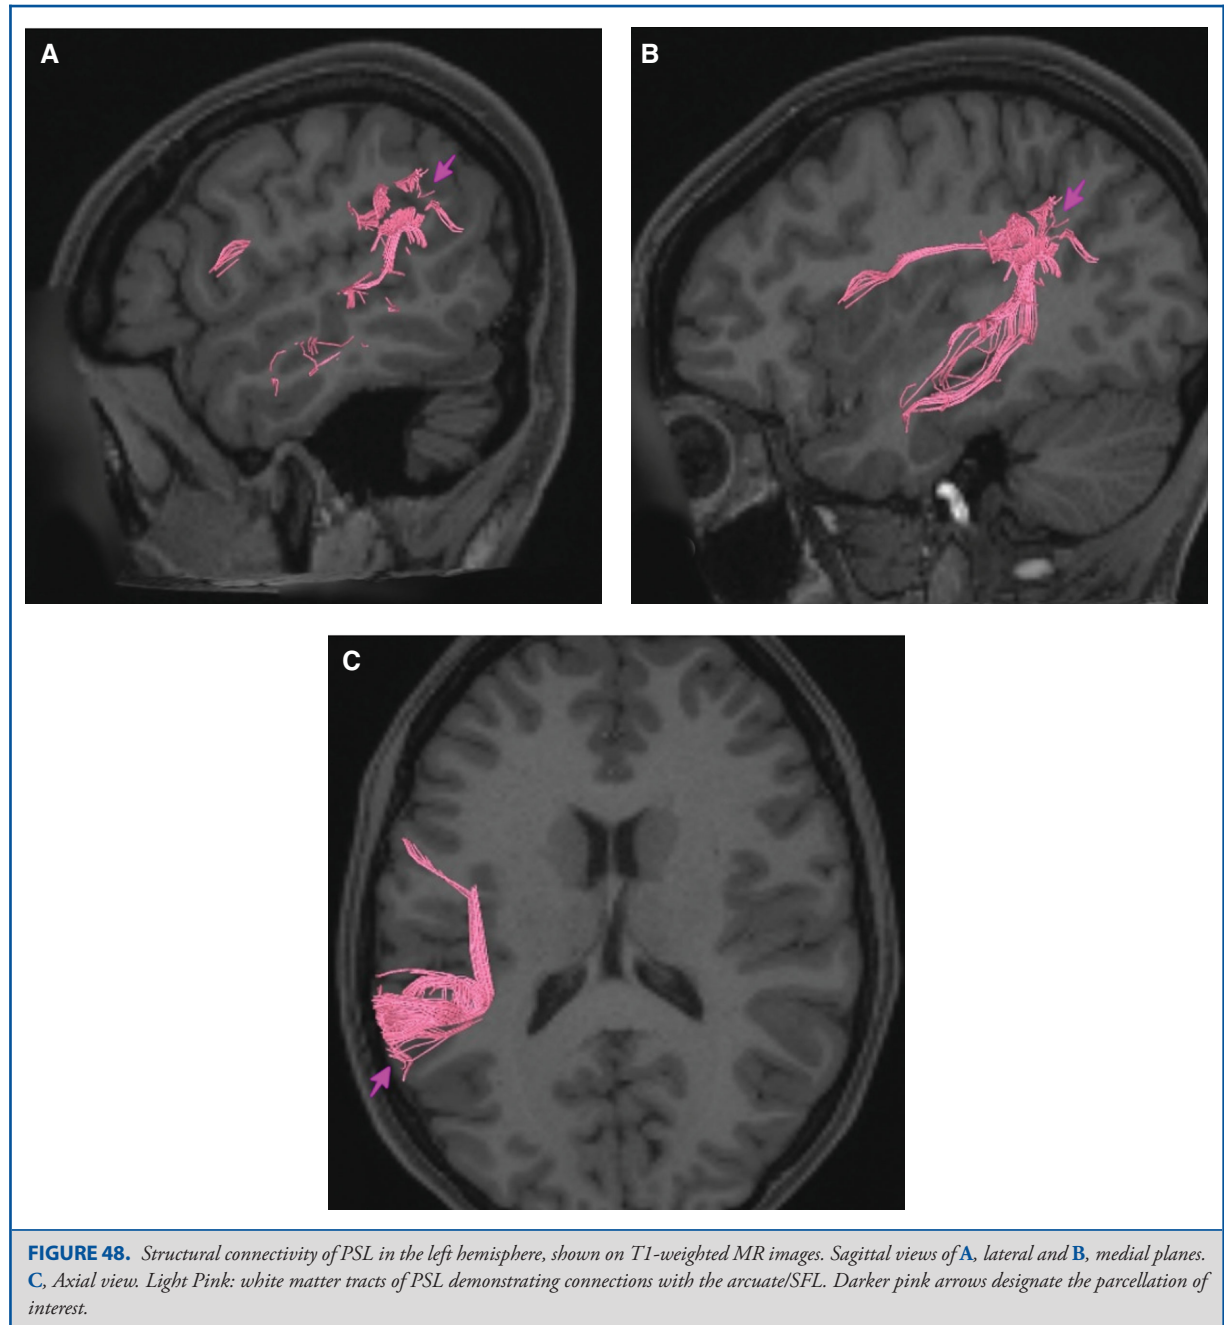 A
B
C
FIGURE 48. Structural connectivity of PSL in the left hemisphere, shown on T1-weighted MR images. Sagittal views of A, lateral and B, medial planes.
C, Axial view. Light Pink: white matter tracts of PSL demonstrating connections with the arcuate/SFL. Darker pink arrows designate the parcellation of
interest.